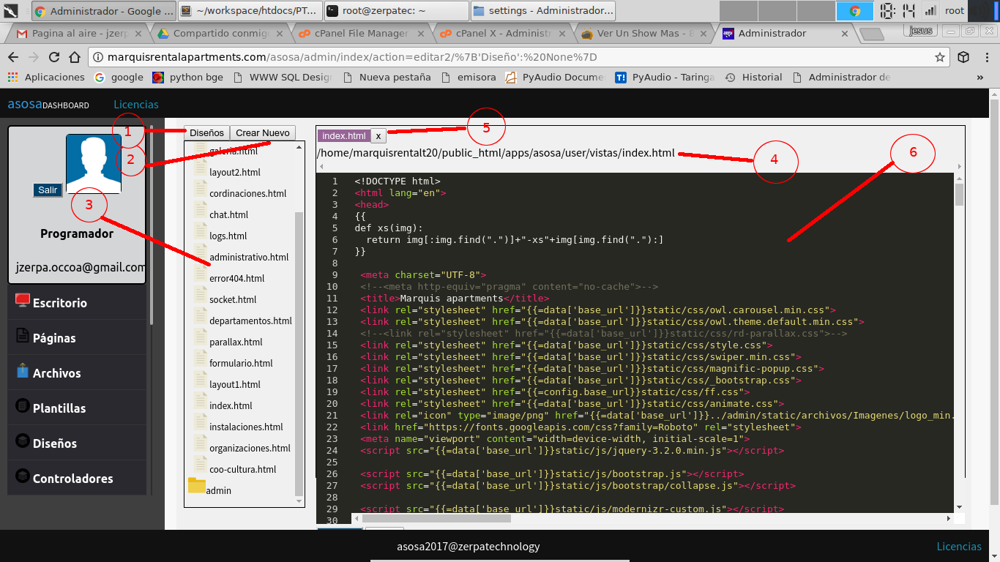 Administrador - Google ...
~/workspace/htdocs/PT...
root@zerpatec: ~
settings - Administrador...
18:14
root
Pagina al aire - jzerp
Compartido conmig
cPanel File Manager
cPanel X - Administr
Ver Un Show Mas - 8
Administrador
jesus
marquisrentalapartments.com/asosa/admin/index/action=editar2/%7B'Diseño':%20None%7D
Aplicaciones
google
python bge
WWW SQL Desig
Nueva pestaña
emisora
PyAudio Docume
PyAudio - Taringa
Historial
Administrador de
»
asosaDASHBOARD
Licencias
1
2
3
4
5
6
Salir
Programador
jzerpa.occoa@gmail.com
Escritorio
Páginas
Archivos
Plantillas
Diseños
Controladores
Diseños
Crear Nuevo
galeria.html
layout2.html
cordinaciones.html
chat.html
logs.html
administrativo.html
error404.html
socket.html
departamentos.html
parallax.html
formulario.html
layout1.html
index.html
instalaciones.html
organizaciones.html
coo-cultura.html
admin
index.html x
/home/marquisrentalt20/public_html/apps/asosa/user/vistas/index.html
1 <!DOCTYPE html>
2 <html lang="en">
3 <head>
4 {{
5 def xs(img):
6 return img[:img.find(".")]+"-xs"+img[img.find("."):]
7 }}
8
9 <meta charset="UTF-8">
10 <!--<meta http-equiv="pragma" content="no-cache">-->
11 <title>Marquis apartments</title>
12 <link rel="stylesheet" href="{{=data['base_url']}}static/css/owl.carousel.min.css">
13 <link rel="stylesheet" href="{{=data['base_url']}}static/css/owl.theme.default.min.css">
14 <!--<link rel="stylesheet" href="{{=data['base_url']}}static/css/rd-parallax.css">-->
15 <link rel="stylesheet" href="{{=data['base_url']}}static/css/style.css">
16 <link rel="stylesheet" href="{{=data['base_url']}}static/css/swiper.min.css">
17 <link rel="stylesheet" href="{{=data['base_url']}}static/css/magnific-popup.css">
18 <link rel="stylesheet" href="{{=data['base_url']}}static/css/_bootstrap.css">
19 <link rel="stylesheet" href="{{=config.base_url}}static/css/ff.css">
20 <link rel="stylesheet" href="{{=data['base_url']}}static/css/animate.css">
21 <link rel="icon" type="image/png" href="{{=data['base_url']}}../admin/static/archivos/Imagenes/logo_min.
22 <link href="https://fonts.googleapis.com/css?family=Roboto" rel="stylesheet">
23 <meta name="viewport" content="width=device-width, initial-scale=1">
24 <script src="{{=data['base_url']}}static/js/jquery-3.2.0.min.js"></script>
25
26 <script src="{{=data['base_url']}}static/js/bootstrap.js"></script>
27 <script src="{{=data['base_url']}}static/js/bootstrap/collapse.js"></script>
28
29 <script src="{{=data['base_url']}}static/js/modernizr-custom.js"></script>
30
asosa2017@zerpatechnology
Licencias